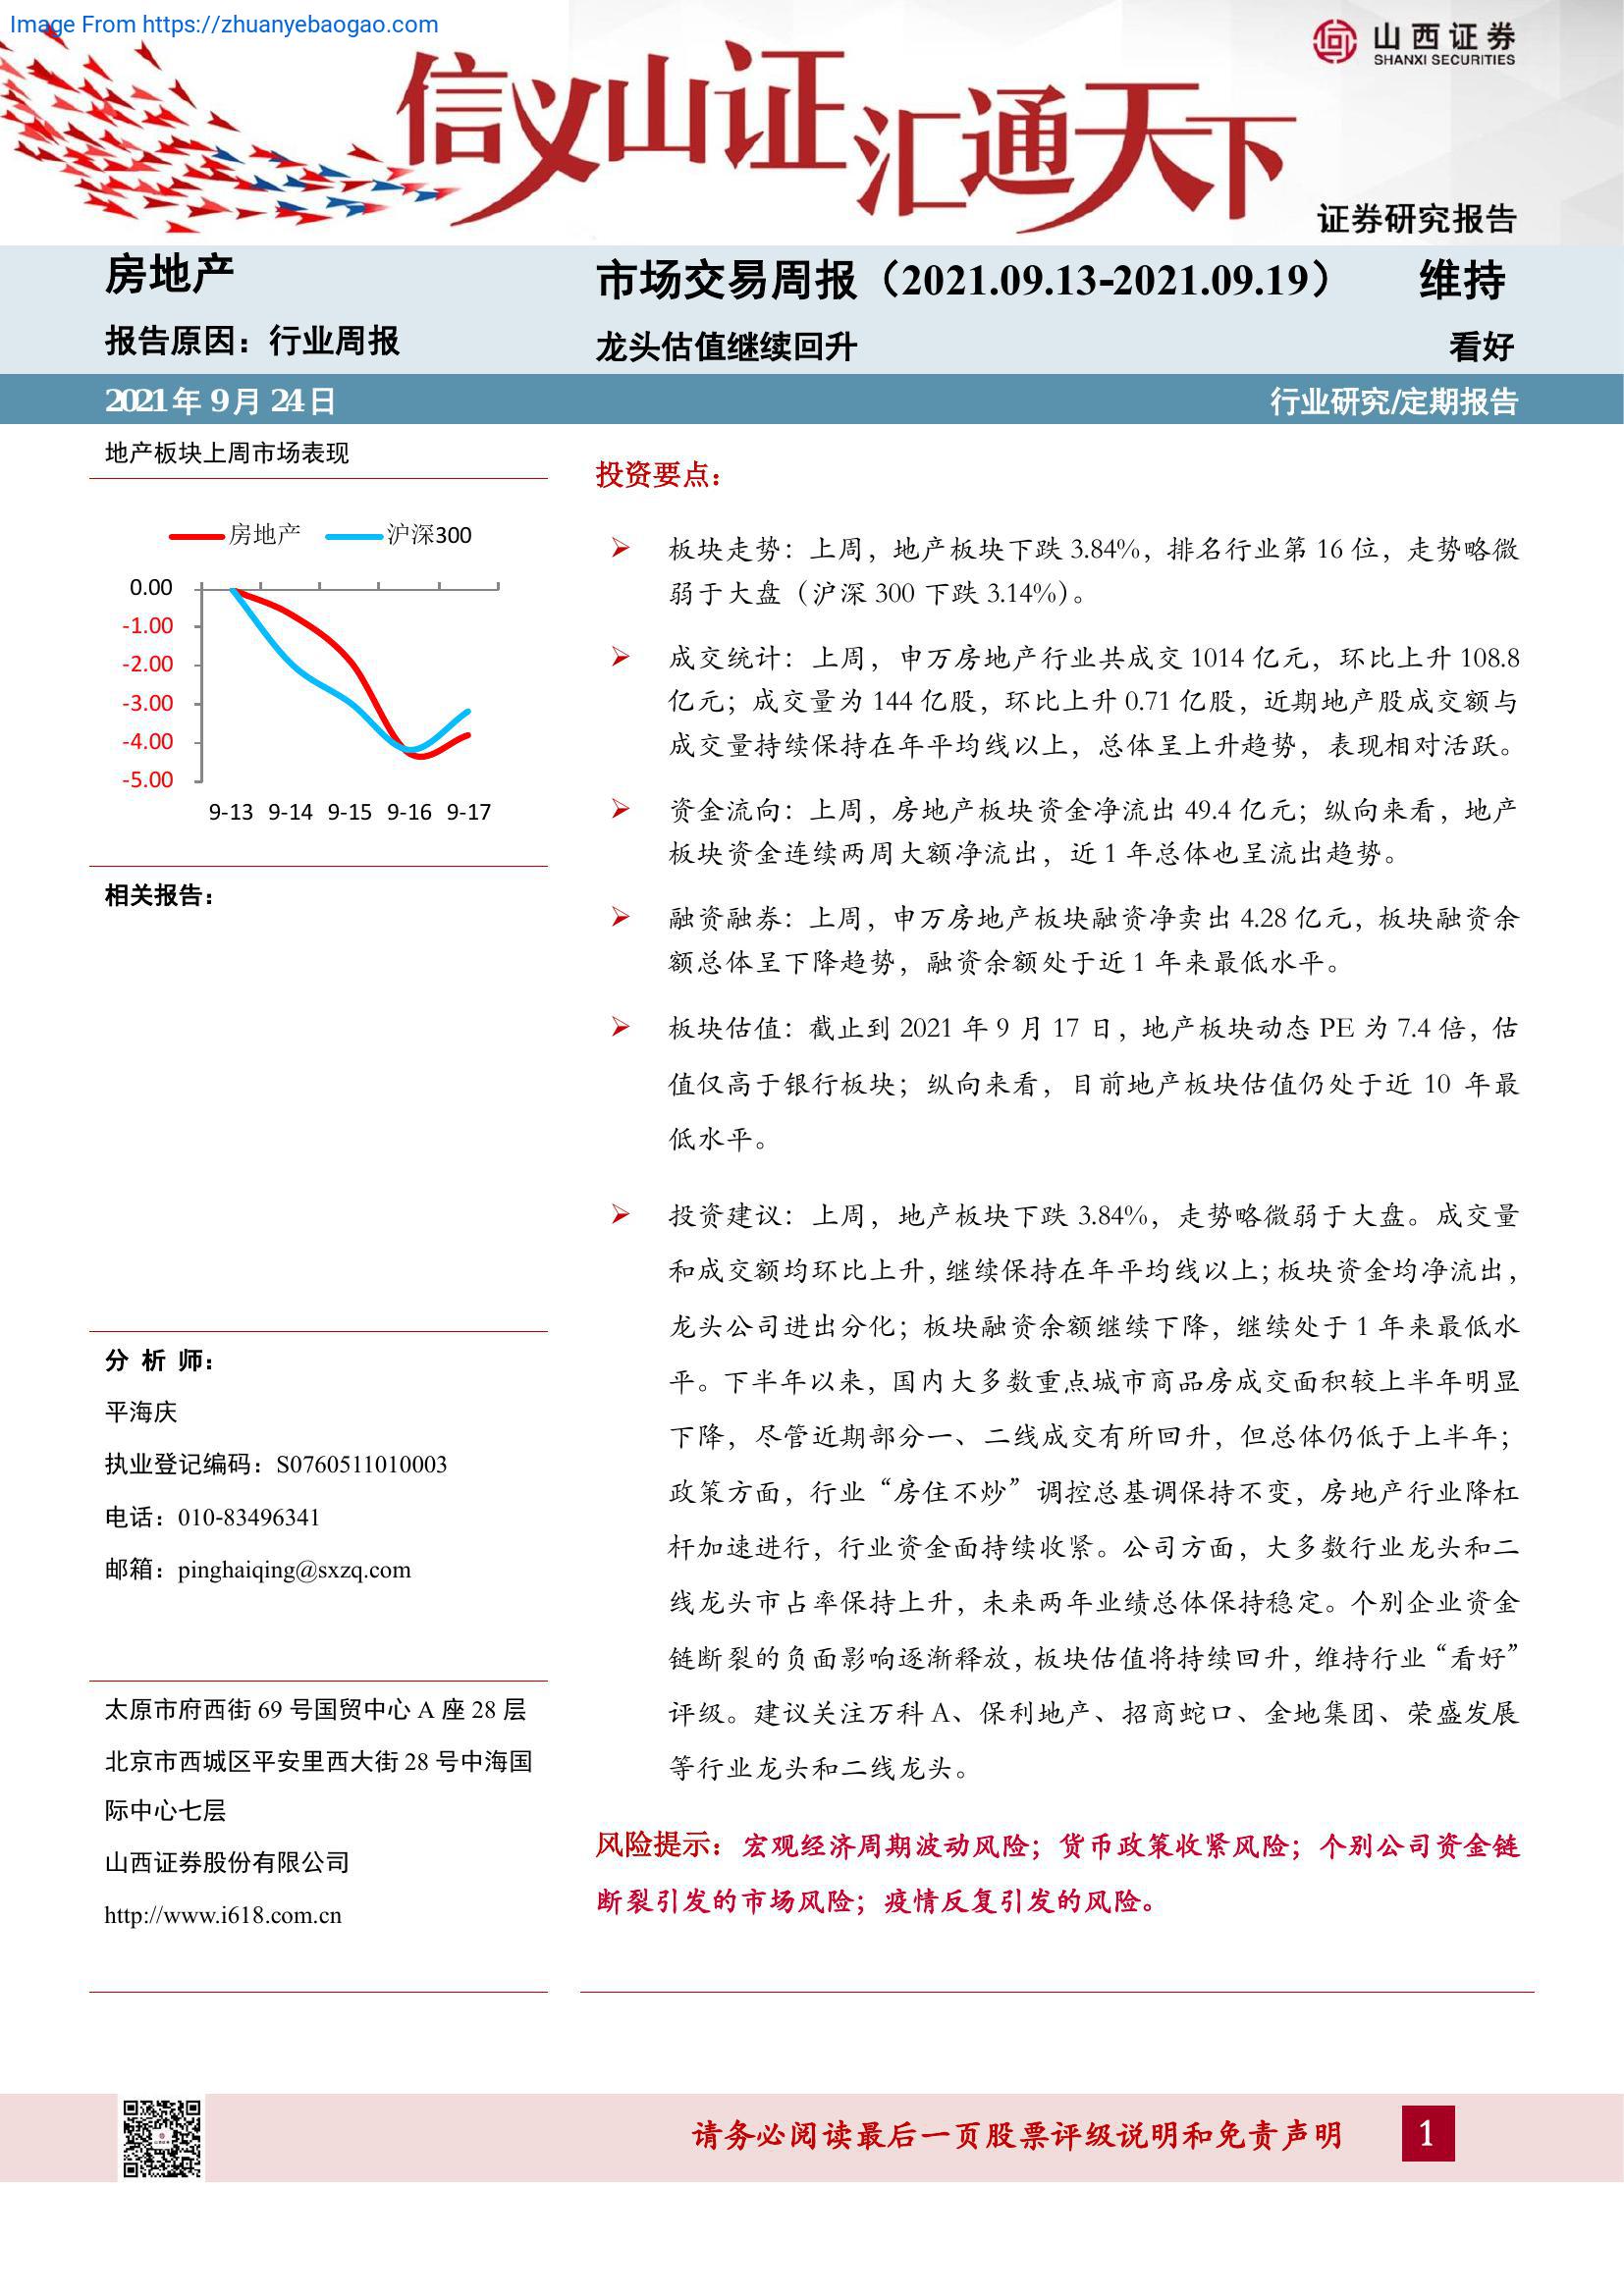 Image From https://zhuanyebaogao.com
山西证券
SHANXI SECURITIES
信义山证汇通天下
证券研究报告
房地产
报告原因：行业周报
市场交易周报（2021.09.13-2021.09.19）
维持
龙头估值继续回升
看好
2021年9月24日
行业研究/定期报告
地产板块上周市场表现
房地产
沪深300
0.00
-1.00
-2.00
-3.00
-4.00
-5.00
9-13 9-14 9-15 9-16 9-17
相关报告：
分 析 师：
平海庆
执业登记编码：S0760511010003
电话：010-83496341
邮箱：pinghaiqing@sxzq.com
太原市府西街 69 号国贸中心 A 座 28 层
北京市西城区平安里西大街 28 号中海国
际中心七层
山西证券股份有限公司
http://www.i618.com.cn
投资要点：
板块走势：上周，地产板块下跌 3.84%，排名行业第 16 位，走势略微
弱于大盘（沪深 300 下跌 3.14%）。
成交统计：上周，申万房地产行业共成交 1014 亿元，环比上升 108.8
亿元；成交量为 144 亿股，环比上升 0.71 亿股，近期地产股成交额与
成交量持续保持在年平均线以上，总体呈上升趋势，表现相对活跃。
资金流向：上周，房地产板块资金净流出 49.4 亿元；纵向来看，地产
板块资金连续两周大额净流出，近 1 年总体也呈流出趋势。
融资融券：上周，申万房地产板块融资净卖出 4.28 亿元，板块融资余
额总体呈下降趋势，融资余额处于近 1 年来最低水平。
板块估值：截止到 2021 年 9 月 17 日，地产板块动态 PE 为 7.4 倍，估
值仅高于银行板块；纵向来看，目前地产板块估值仍处于近 10 年最
低水平。
投资建议：上周，地产板块下跌 3.84%，走势略微弱于大盘。成交量
和成交额均环比上升，继续保持在年平均线以上；板块资金均净流出，
龙头公司进出分化；板块融资余额继续下降，继续处于 1 年来最低水
平。下半年以来，国内大多数重点城市商品房成交面积较上半年明显
下降，尽管近期部分一、二线成交有所回升，但总体仍低于上半年；
政策方面，行业“房住不炒”调控总基调保持不变，房地产行业降杠
杆加速进行，行业资金面持续收紧。公司方面，大多数行业龙头和二
线龙头市占率保持上升，未来两年业绩总体保持稳定。个别企业资金
链断裂的负面影响逐渐释放，板块估值将持续回升，维持行业“看好”
评级。建议关注万科 A、保利地产、招商蛇口、金地集团、荣盛发展
等行业龙头和二线龙头。
风险提示：宏观经济周期波动风险；货币政策收紧风险；个别公司资金链
断裂引发的市场风险；疫情反复引发的风险。
请务必阅读最后一页股票评级说明和免责声明
1